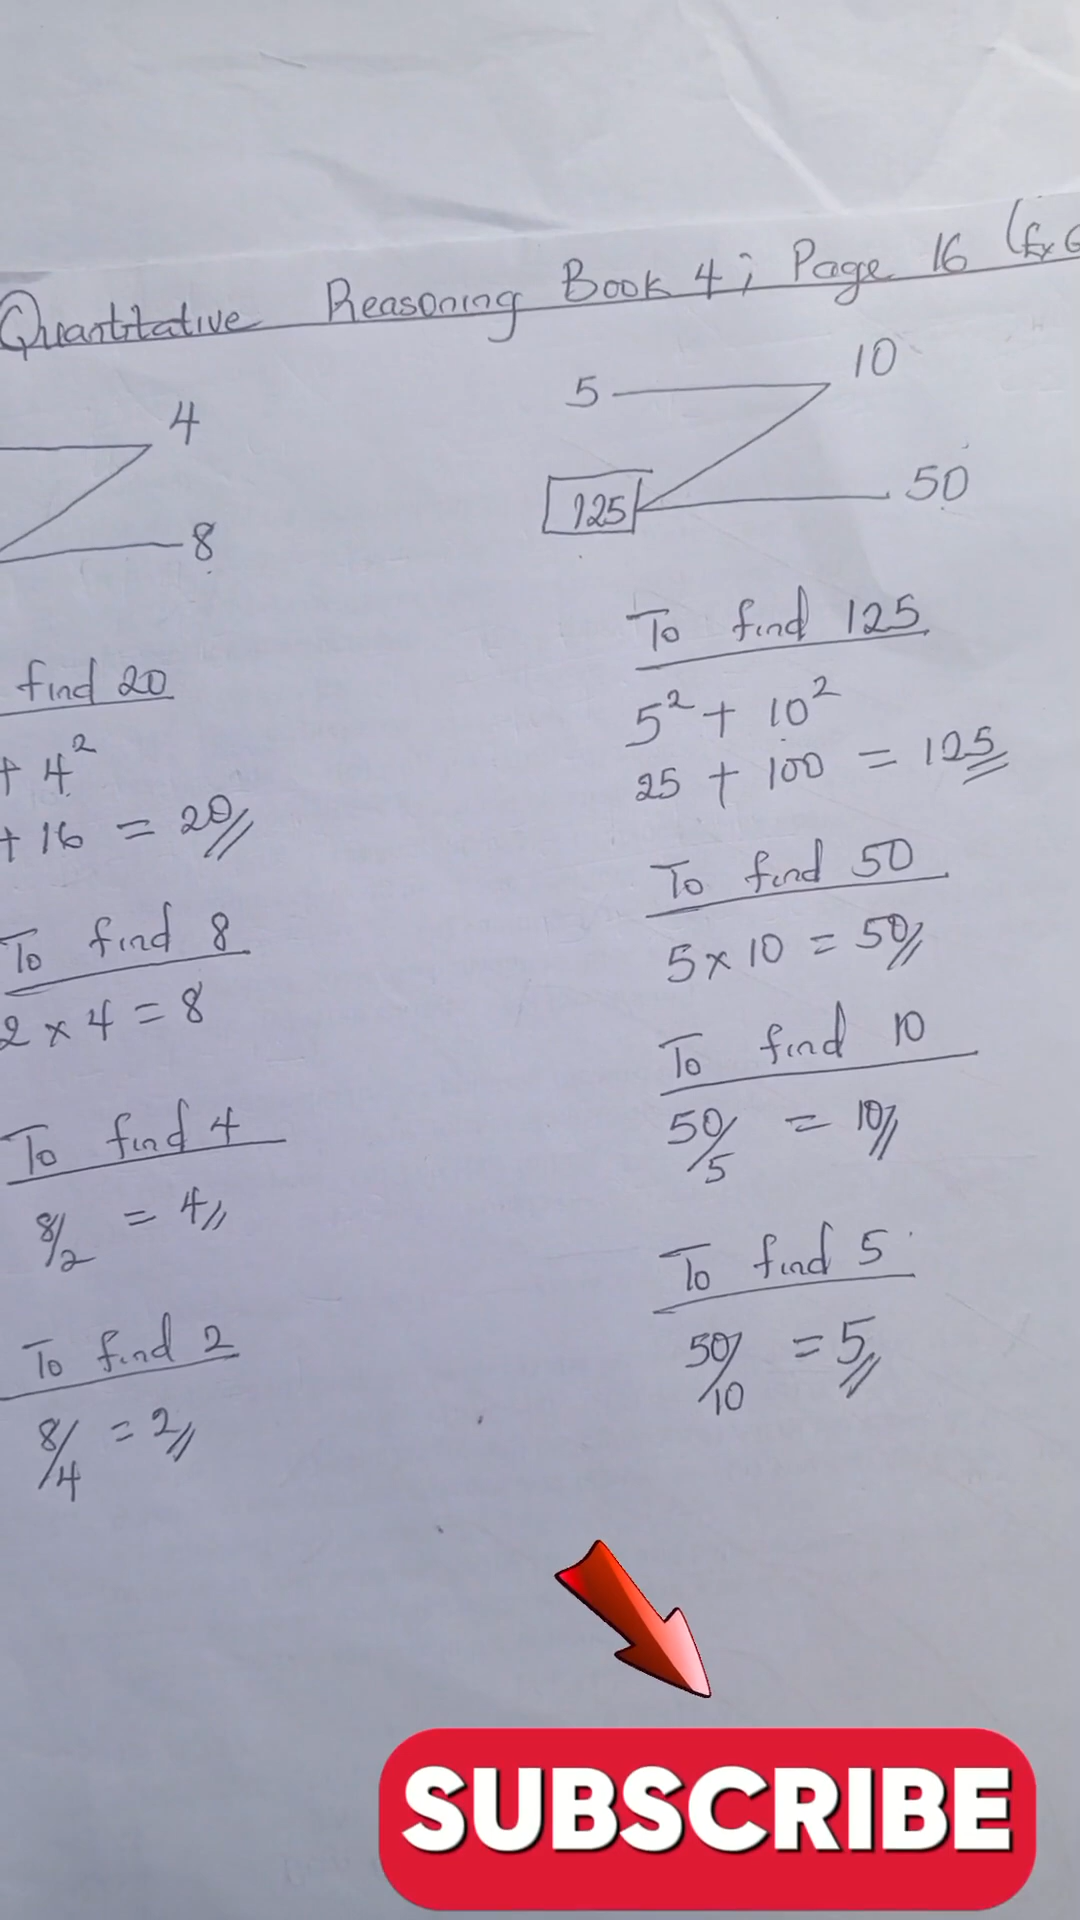 Quantitative Reasoning Book 4; Page 16 (Ex
4
8
find 20
+ 4²
+ 16 = 20
To find 8
2 × 4 = 8
To find 4
8/2 = 4
To find 2
8/4 = 2
5
10
125
50
To find 125
5² + 10²
25 + 100 = 125
To find 50
5 × 10 = 50
To find 10
50/5 = 10
To find 5
50/10 = 5
SUBSCRIBE